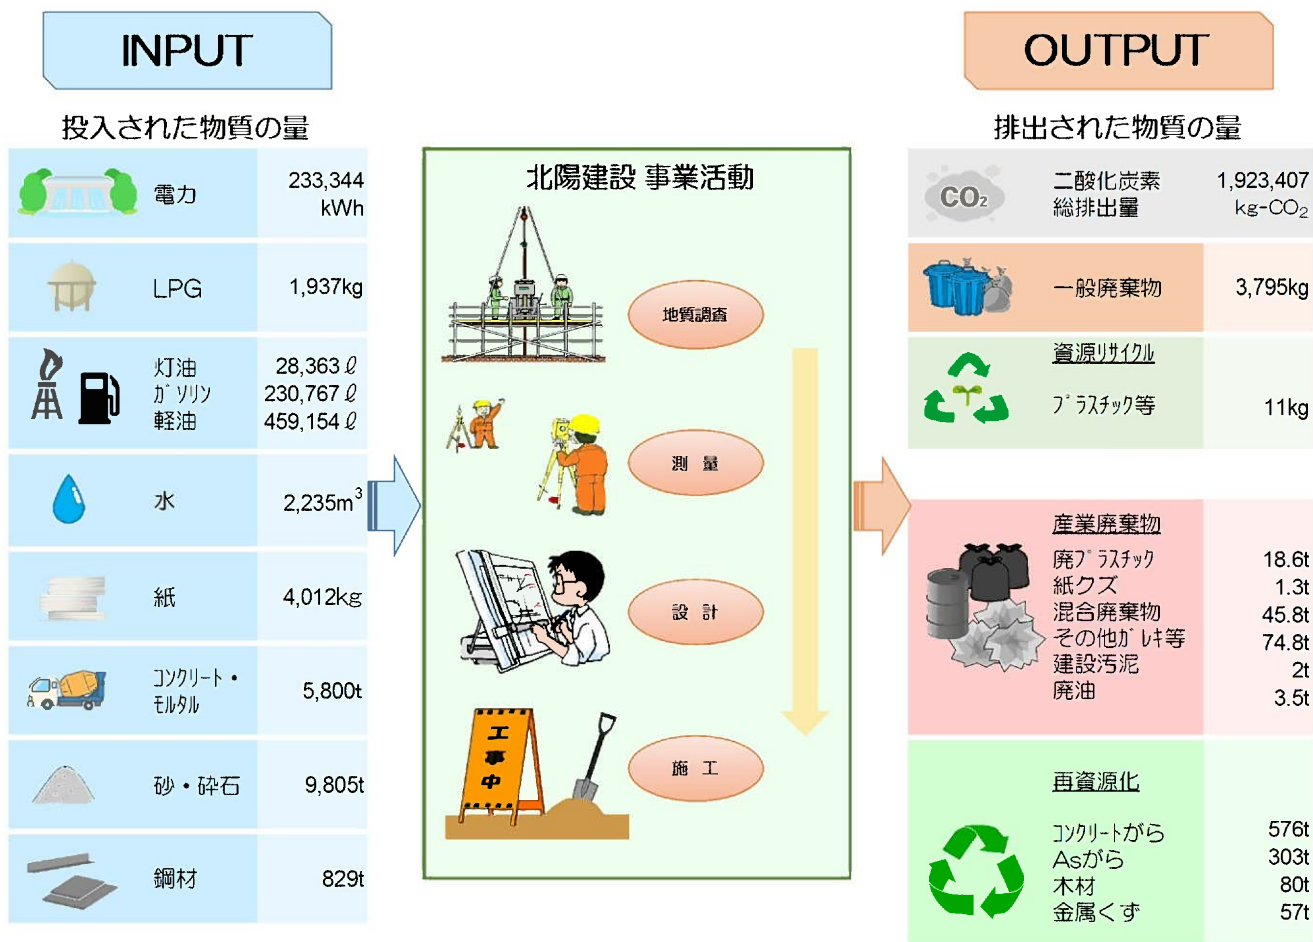 INPUT
投入された物質の量
電力
233,344
kWh
LPG
1,937kg
灯油
28,363ℓ
ガソリン
230,767ℓ
軽油
459,154ℓ
水
2,235m³
紙
4,012kg
コンクリート・
モルタル
5,800t
砂・砕石
9,805t
鋼材
829t
北陽建設 事業活動
地質調査
測 量
設 計
工
事
中
施 工
OUTPUT
排出された物質の量
CO₂
二酸化炭素
総排出量
1,923,407
kg-CO₂
一般廃棄物
3,795kg
資源リサイクル
プラスチック等
11kg
産業廃棄物
廃プラスチック
18.6t
紙クズ
1.3t
混合廃棄物
45.8t
その他ガレキ等
74.8t
建設汚泥
2t
廃油
3.5t
再資源化
コンクリートがら
576t
Asがら
303t
木材
80t
金属くず
57t